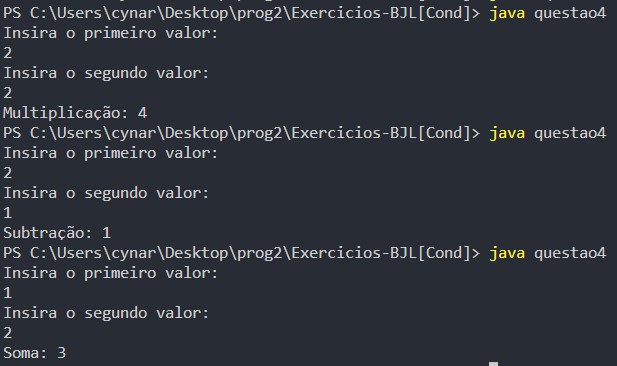 PS C:\Users\cynar\Desktop\prog2\Exercicios-BJL[Cond]> java questao4
Insira o primeiro valor:
2
Insira o segundo valor:
2
Multiplicação: 4
PS C:\Users\cynar\Desktop\prog2\Exercicios-BJL[Cond]> java questao4
Insira o primeiro valor:
2
Insira o segundo valor:
1
Subtração: 1
PS C:\Users\cynar\Desktop\prog2\Exercicios-BJL[Cond]> java questao4
Insira o primeiro valor:
1
Insira o segundo valor:
2
Soma: 3